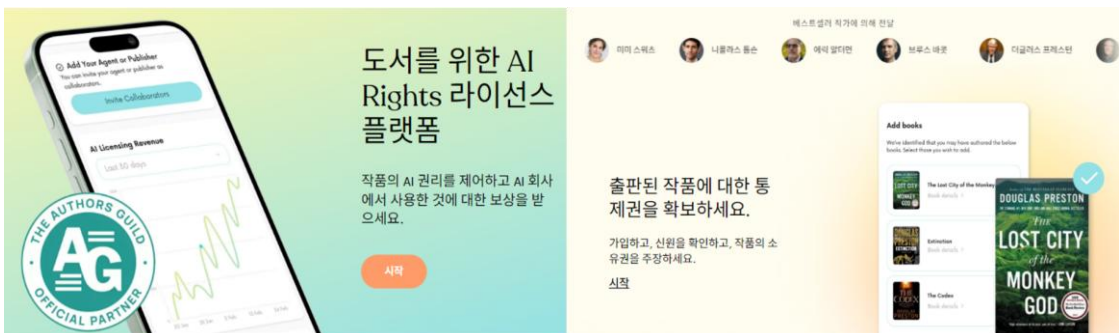 Add Your Agent or Publisher
You can invite your agent or publisher as
collaborators.
Invite Collaborators
AI Licensing Revenue
Last 30 days
THE AUTHORS GUILD
AG
OFFICIAL PARTNER
도서를 위한 AI
Rights 라이선스
플랫폼
작품의 AI 권리를 제어하고 AI 회사
에서 사용한 것에 대한 보상을 받
으세요.
시작
베스트셀러 작가에 의해 전달
미미 스워츠
니콜라스 톰슨
에릭 알더먼
브루스 바콧
더글러스 프레스턴
출판된 작품에 대한 통
제권을 확보하세요.
가입하고, 신원을 확인하고, 작품의 소
유권을 주장하세요.
시작
Add books
We've identified that you may have authored the below
books. Select those you wish to add.
The Lost City of the Monkey
Book details
Extinction
Book details
The Codex
Book details
LOST CITY
MONKEY
GOD
EXTINCTION
THE
CODEX
DOUGLAS PRESTON
THE
LOST CITY
of the
MONKEY
GOD